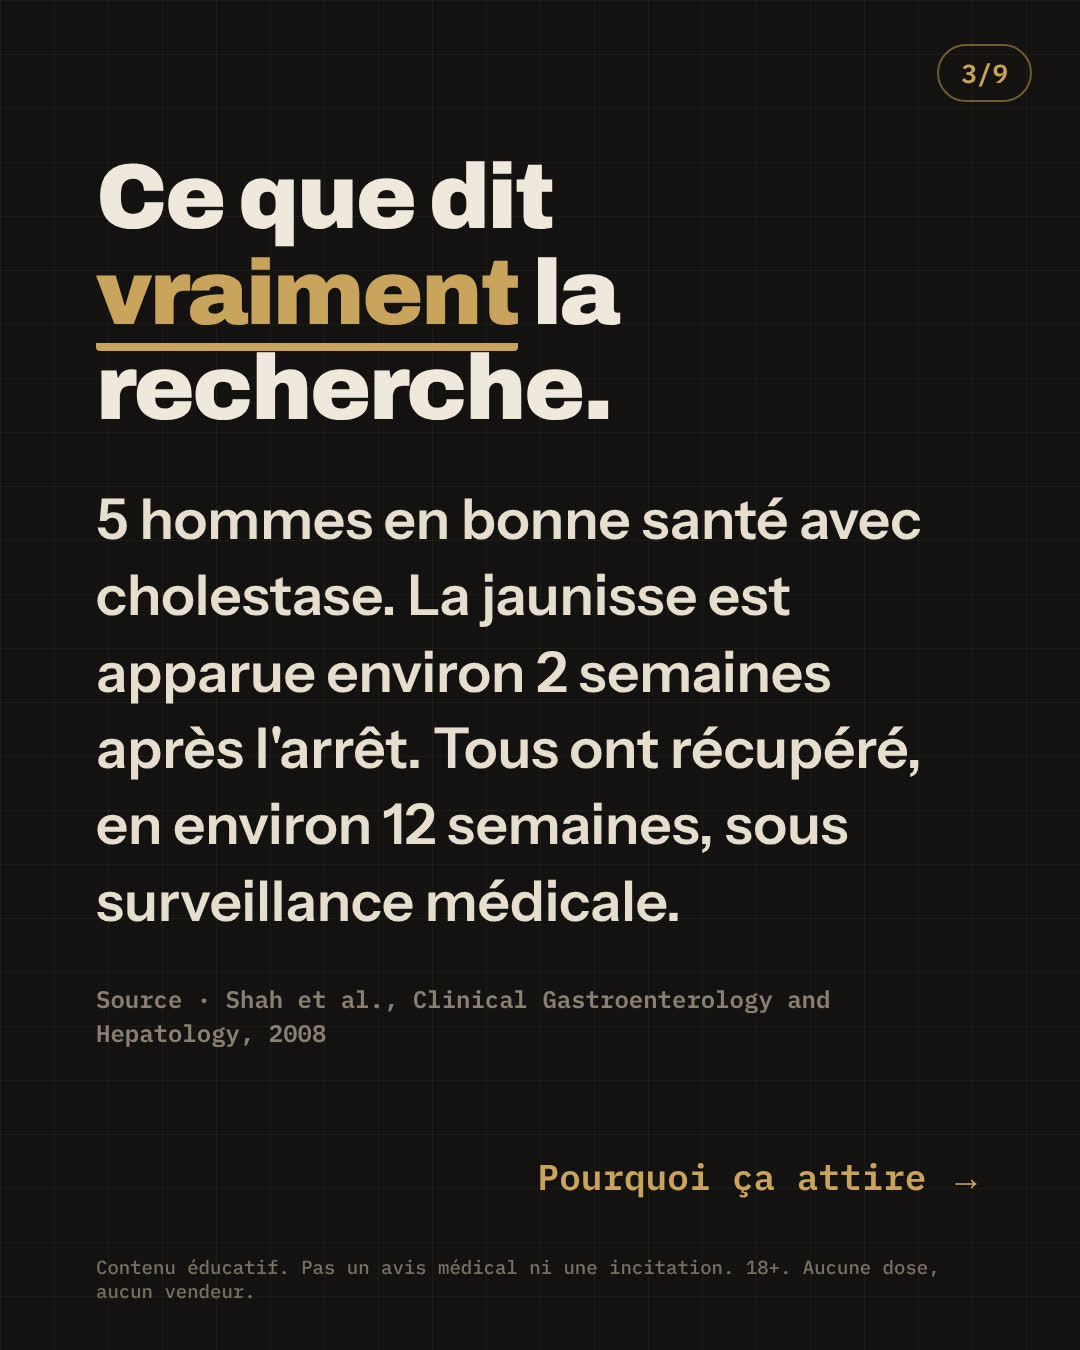 3/9
Ce que dit
vraiment la
recherche.
5 hommes en bonne santé avec
cholestase. La jaunisse est
apparue environ 2 semaines
après l'arrêt. Tous ont récupéré,
en environ 12 semaines, sous
surveillance médicale.
Source · Shah et al., Clinical Gastroenterology and
Hepatology, 2008
Pourquoi ça attire →
Contenu éducatif. Pas un avis médical ni une incitation. 18+. Aucune dose,
aucun vendeur.